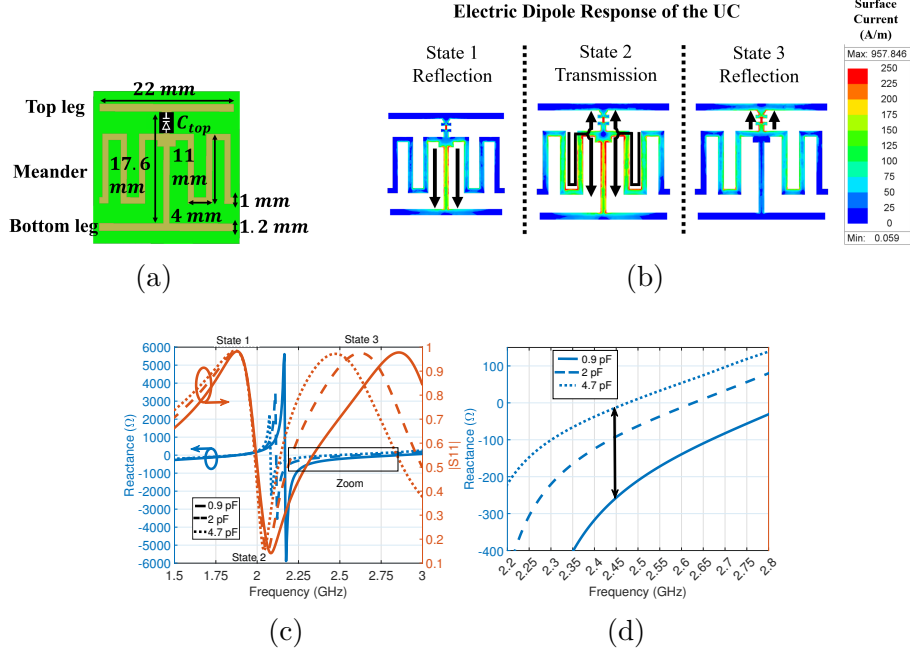 Electric Dipole Response of the UC
Surface
Current
(A/m)
Max: 957.846
250
225
200
175
150
125
100
75
50
25
0
Min: 0.059
State 1
Reflection
State 2
Transmission
State 3
Reflection
22 mm
Top leg
C_top
Meander
17.6
mm
11
mm
1 mm
4 mm
Bottom leg
1.2 mm
(a)
(b)
State 1
State 3
6000
5000
4000
3000
2000
1000
0
-1000
-2000
-3000
-4000
-5000
-6000
Reactance (Ω)
1
0.9
0.8
0.7
0.6
0.5
0.4
0.3
0.2
0.1
|S11|
Zoom
0.9 pF
2 pF
4.7 pF
State 2
1.5
1.75
2
2.25
2.5
2.75
3
Frequency (GHz)
(c)
100
0
-100
-200
-300
-400
Reactance (Ω)
0.9 pF
2 pF
4.7 pF
2.2
2.25
2.3
2.35
2.4
2.45
2.5
2.55
2.6
2.65
2.7
2.75
2.8
Frequency (GHz)
(d)